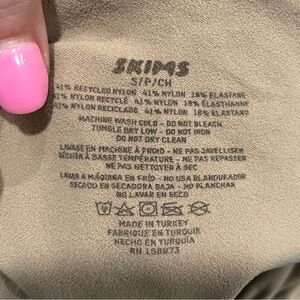 SKIMS
S/P/CH
41% RECYCLED NYLON 41% NYLON 18% ELASTANE
41% NYLON RECYCLÉ 41% NYLON 18% ÉLASTHANNE
41% NYLON RECICLADO 41% NYLON 18% ELASTANO
MACHINE WASH COLD - DO NOT BLEACH
TUMBLE DRY LOW - DO NOT IRON
DO NOT DRY CLEAN
LAVAGE EN MACHINE À FROID - NE PAS JAVELLISER
SÉCHER À BASSE TEMPÉRATURE - NE PAS REPASSER
NE PAS NETTOYER À SEC
LAVAR A MÁQUINA EN FRÍO - NO USA BLANQUEADOR
SECADO EN SECADORA BAJA - NO PLANCHAR
NO LAVAR EN SECO
MADE IN TURKEY
FABRIQUÉ EN TURQUIE
HECHO EN TURQUÍA
RN 158873